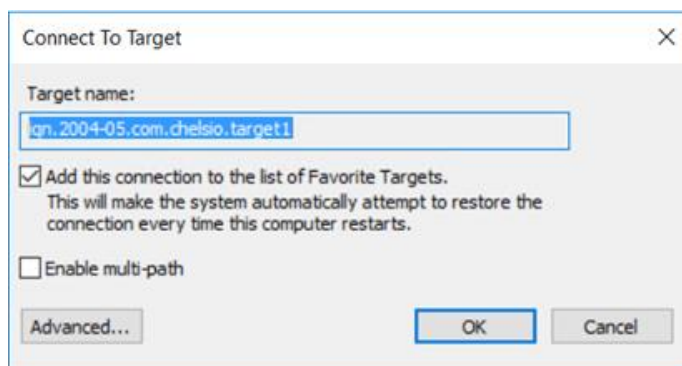 Connect To Target
Target name:
iqn.2004-05.com.chelsio.target1
Add this connection to the list of Favorite Targets.
This will make the system automatically attempt to restore the
connection every time this computer restarts.
Enable multi-path
Advanced...
OK
Cancel